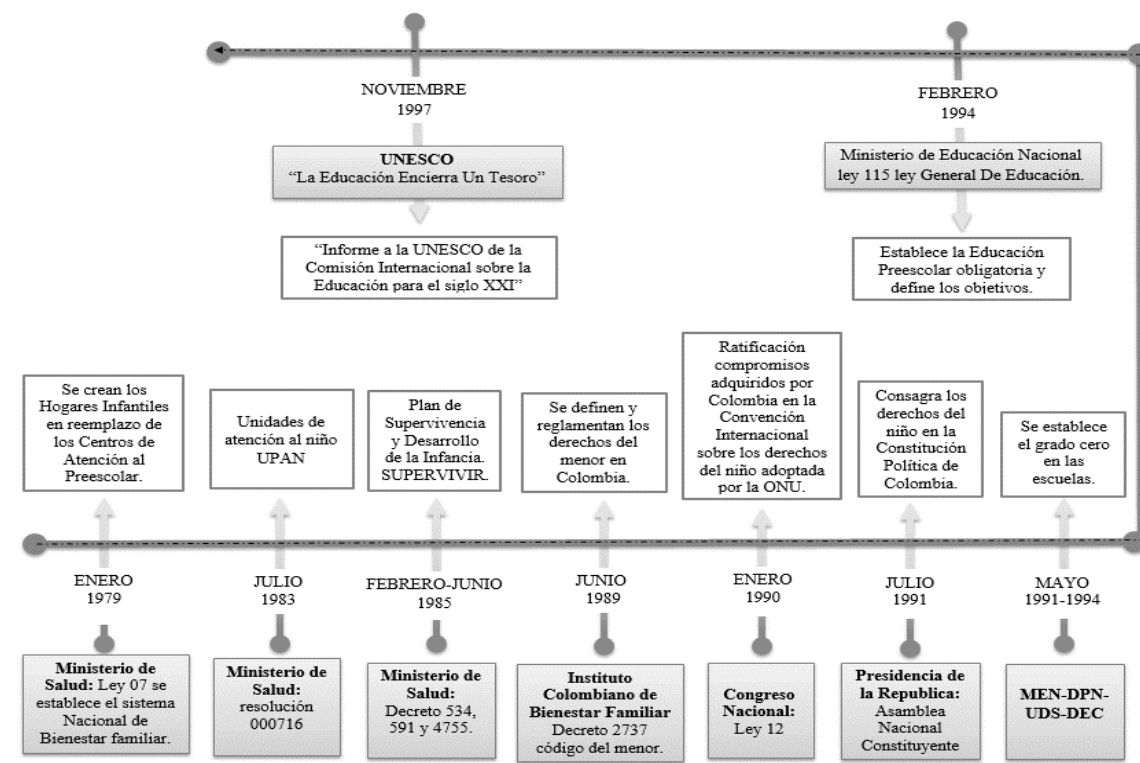 NOVIEMBRE
1997
UNESCO
“La Educación Encierra Un Tesoro”
“Informe a la UNESCO de la
Comisión Internacional sobre la
Educación para el siglo XXI”
FEBRERO
1994
Ministerio de Educación Nacional
ley 115 ley General De Educación.
Establece la Educación
Preescolar obligatoria y
define los objetivos.
Se crean los
Hogares Infantiles
en reemplazo de
los Centros de
Atención al
Preescolar.
ENERO
1979
Ministerio de
Salud: Ley 07 se
establece el sistema
Nacional de
Bienestar familiar.
Unidades de
atención al niño
UPAN
JULIO
1983
Ministerio de
Salud:
resolución
000716
Plan de
Supervivencia
y Desarrollo
de la Infancia.
SUPERVIVIR.
FEBRERO-JUNIO
1985
Ministerio de
Salud:
Decreto 534,
591 y 4755.
Se definen y
reglamentan los
derechos del
menor en
Colombia.
JUNIO
1989
Instituto
Colombiano de
Bienestar Familiar
Decreto 2737
código del menor.
Ratificación
compromisos
adquiridos por
Colombia en la
Convención
Internacional
sobre los derechos
del niño adoptada
por la ONU.
ENERO
1990
Congreso
Nacional:
Ley 12
Consagra los
derechos del
niño en la
Constitución
Política de
Colombia.
JULIO
1991
Presidencia de
la Republica:
Asamblea
Nacional
Constituyente
Se establece
el grado cero
en las
escuelas.
MAYO
1991-1994
MEN-DPN-
UDS-DEC